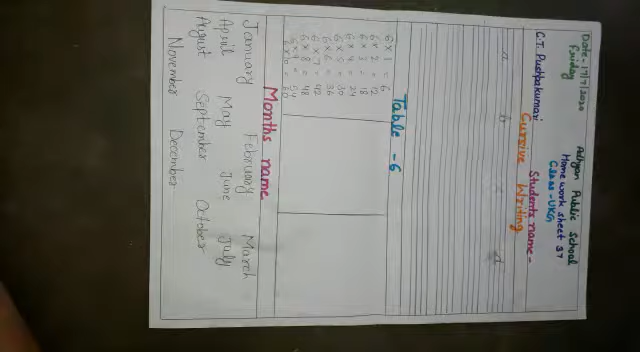 Adhyan Public School
Date - 17/7/2020 Home work sheet 37
Friday Class - UKG
C.T. Pushpakumari Students name -
Cursive Writing
a b c d
Table - 6
6 x 1 = 6
6 x 2 = 12
6 x 3 = 18
6 x 4 = 24
6 x 5 = 30
6 x 6 = 36
6 x 7 = 42
6 x 8 = 48
6 x 9 = 54
6 x 10 = 60
Months name
January February March
April May June July
August September October
November December